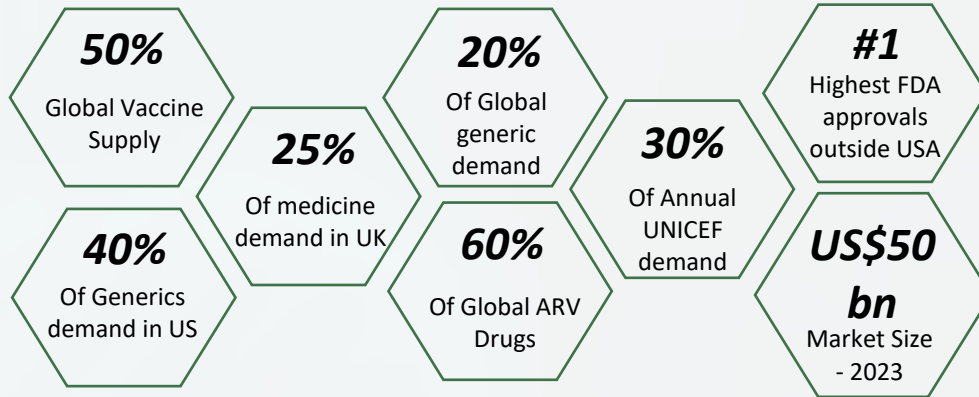 50%
Global Vaccine
Supply
40%
Of Generics
demand in US
25%
Of medicine
demand in UK
20%
Of Global
generic
demand
60%
Of Global ARV
Drugs
30%
Of Annual
UNICEF
demand
#1
Highest FDA
approvals
outside USA
US$50
bn
Market Size
- 2023